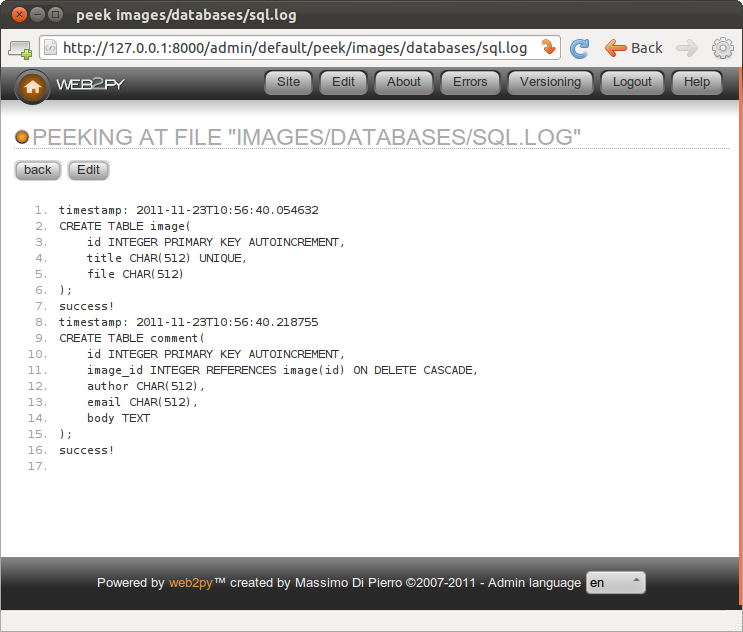 peek images/databases/sql.log
http://127.0.0.1:8000/admin/default/peek/images/databases/sql.log Back
WEB2PY Site Edit About Errors Versioning Logout Help
PEEKING AT FILE "IMAGES/DATABASES/SQL.LOG"
back Edit
1. timestamp: 2011-11-23T10:56:40.054632
2. CREATE TABLE image(
3. id INTEGER PRIMARY KEY AUTOINCREMENT,
4. title CHAR(512) UNIQUE,
5. file CHAR(512)
6. );
7. success!
8. timestamp: 2011-11-23T10:56:40.218755
9. CREATE TABLE comment(
10. id INTEGER PRIMARY KEY AUTOINCREMENT,
11. image_id INTEGER REFERENCES image(id) ON DELETE CASCADE,
12. author CHAR(512),
13. email CHAR(512),
14. body TEXT
15. );
16. success!
17.
Powered by web2py™ created by Massimo Di Pierro ©2007-2011 - Admin language en